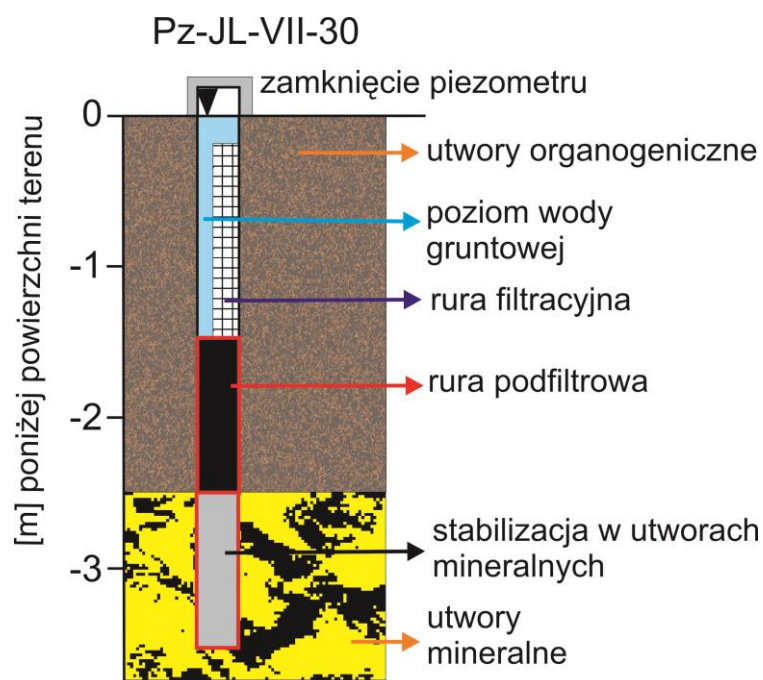 Pz-JL-VII-30
zamknięcie piezometru
0
utwory organogeniczne
poziom wody
gruntowej
-1
rura filtracyjna
rura podfiltrowa
-2
[m] poniżej powierzchni terenu
stabilizacja w utworach
mineralnych
-3
utwory
mineralne